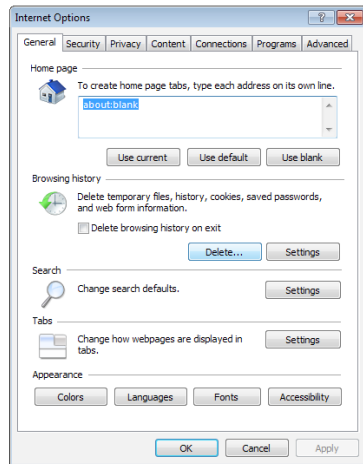 Internet Options
General Security Privacy Content Connections Programs Advanced
Home page
To create home page tabs, type each address on its own line.
about:blank
Use current Use default Use blank
Browsing history
Delete temporary files, history, cookies, saved passwords,
and web form information.
Delete browsing history on exit
Delete... Settings
Search
Change search defaults. Settings
Tabs
Change how webpages are displayed in
tabs. Settings
Appearance
Colors Languages Fonts Accessibility
OK Cancel Apply